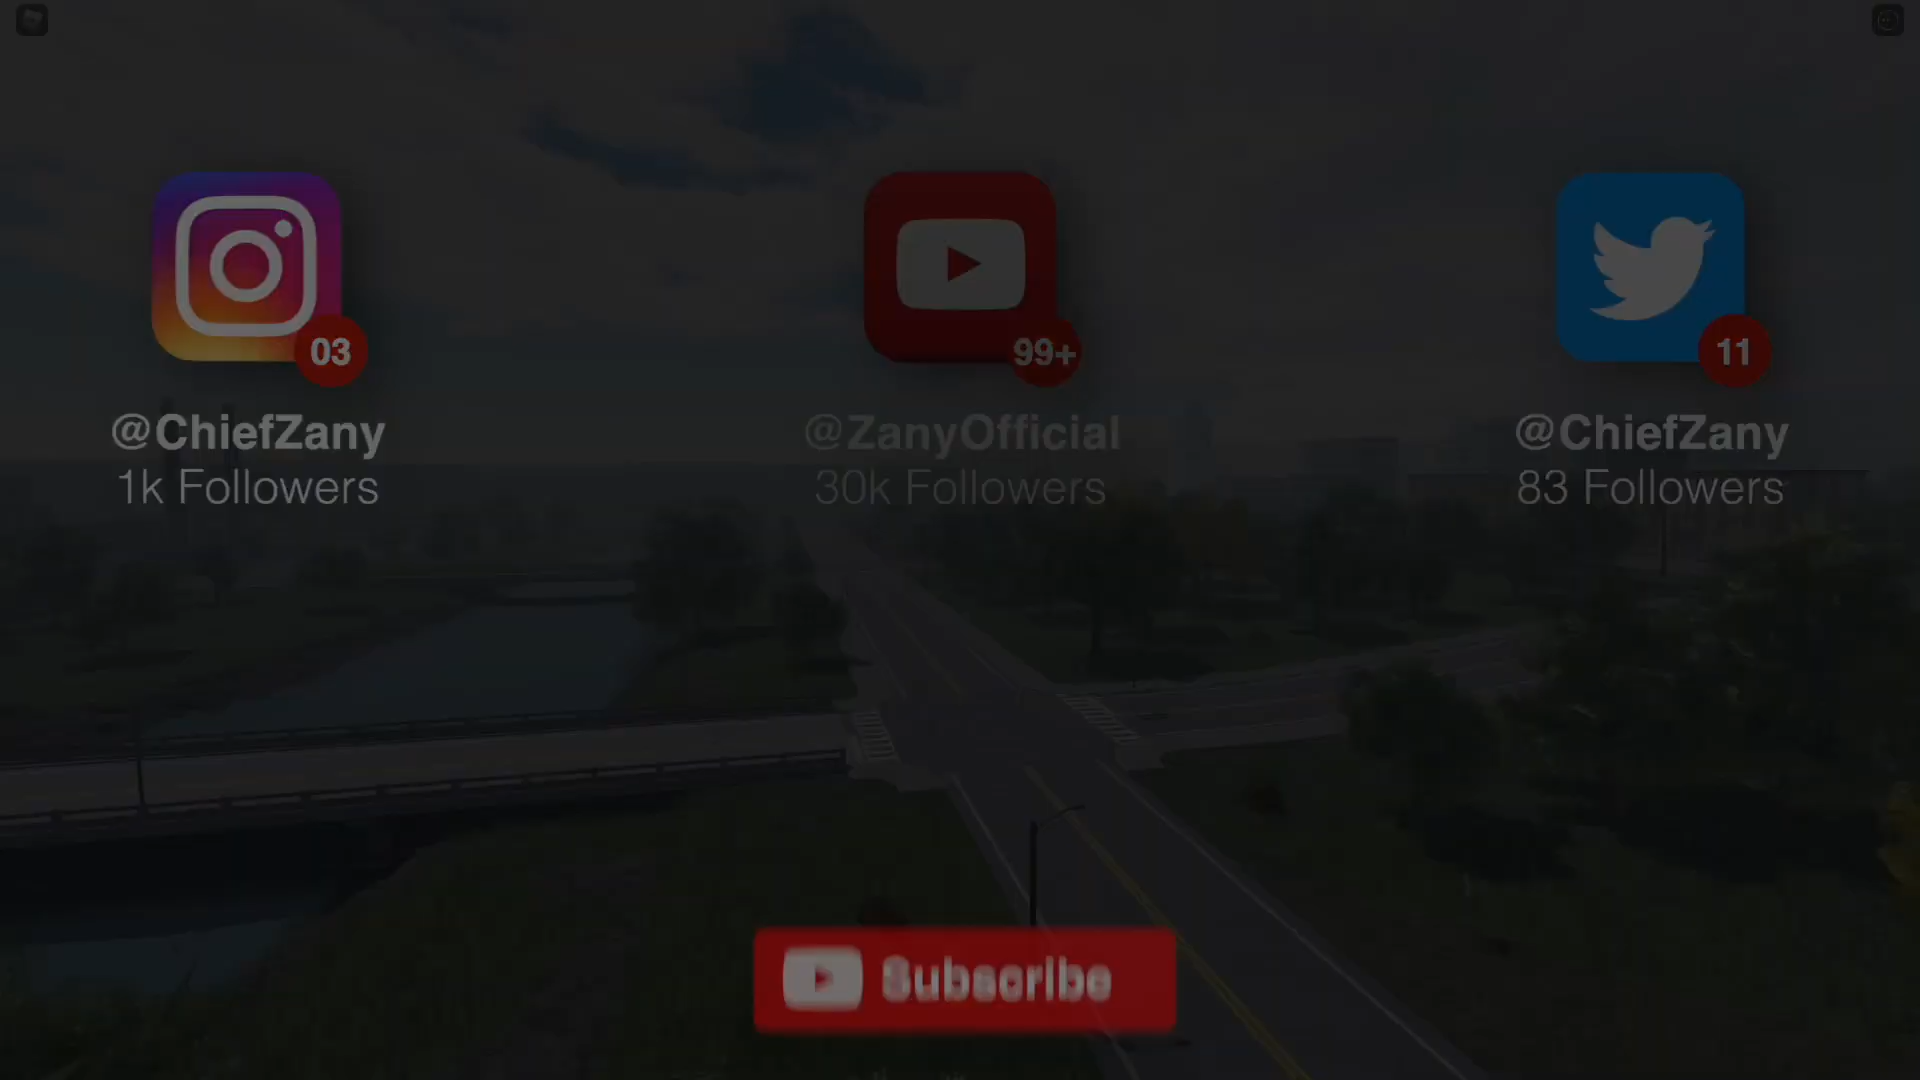 03
99+
11
@ChiefZany
1k Followers
@ZanyOfficial
30k Followers
@ChiefZany
83 Followers
Subscribe